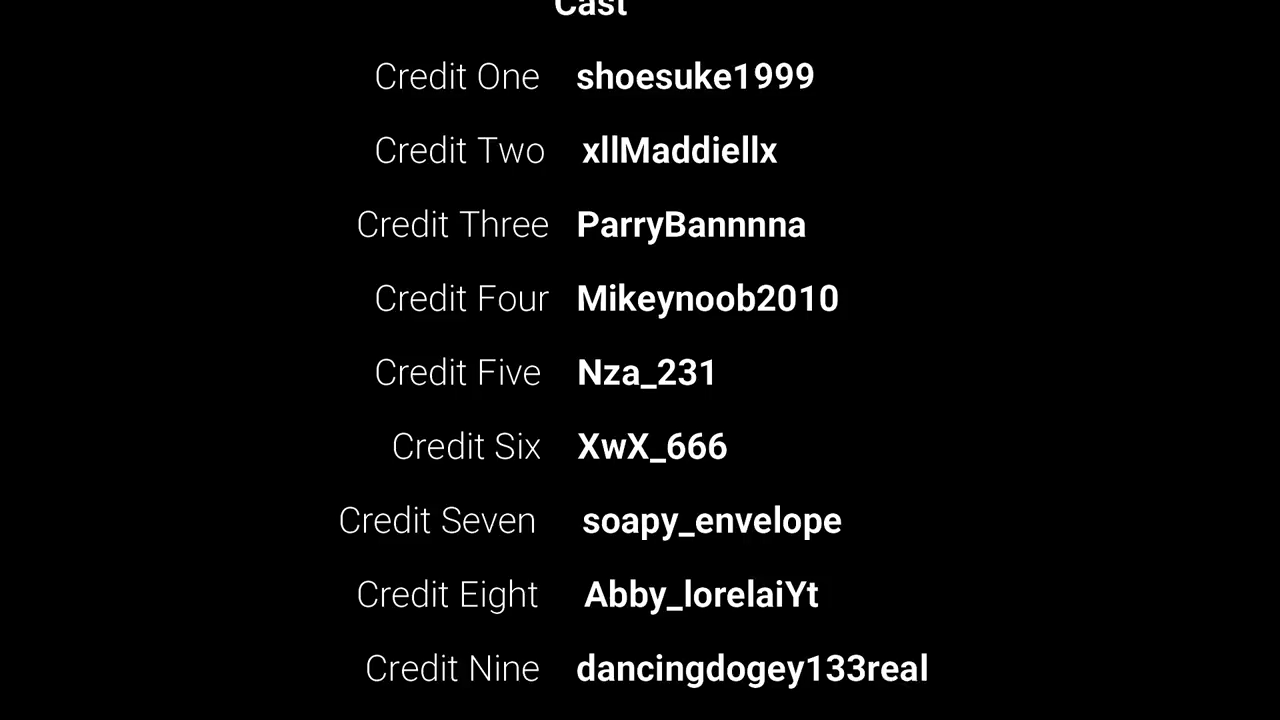 Cast
Credit One shoesuke1999
Credit Two xllMaddiellx
Credit Three ParryBannnna
Credit Four Mikeynoob2010
Credit Five Nza_231
Credit Six XwX_666
Credit Seven soapy_envelope
Credit Eight Abby_lorelaiYt
Credit Nine dancingdogey133real